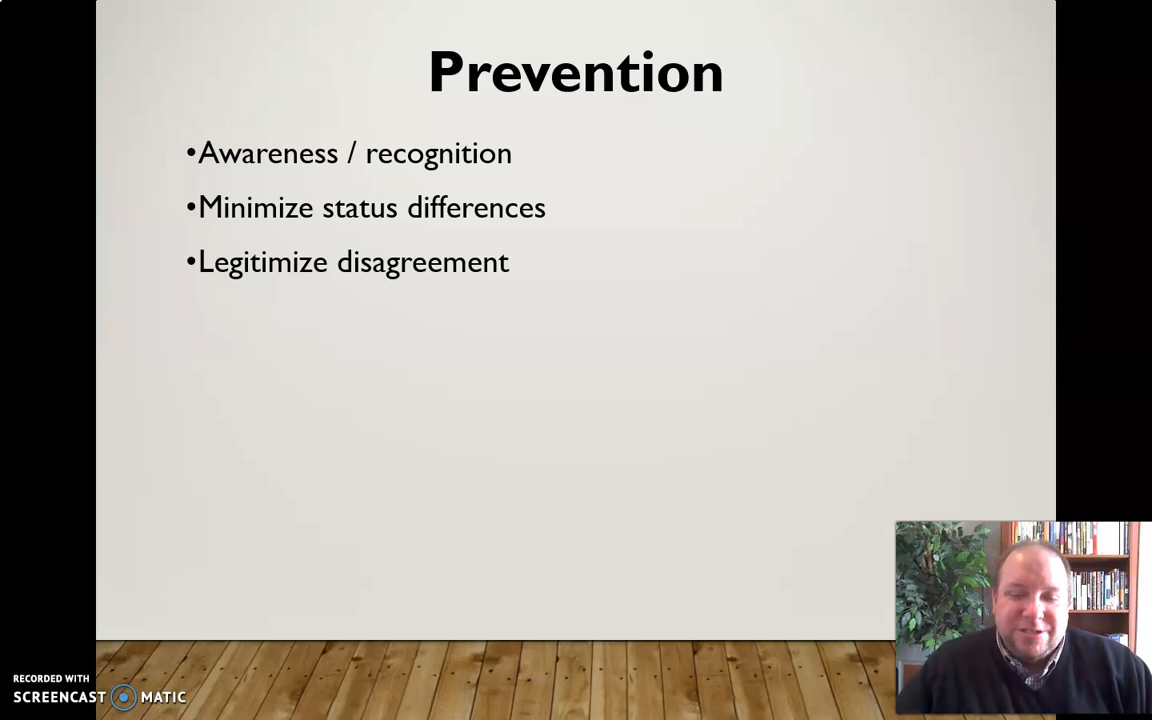 Prevention
•Awareness / recognition
•Minimize status differences
•Legitimize disagreement
RECORDED WITH
SCREENCAST MATIC